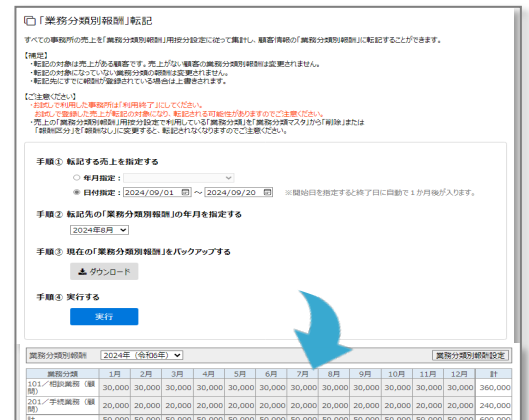 「業務分類別報酬」転記
すべての事務所の売上を「業務分類別報酬」用按分設定に従って集計し、顧客情報の「業務分類別報酬」に転記することができます。
【補足】
・転記の対象は売上がある顧客です。売上がない顧客の業務分類別報酬は変更されません。
・転記の対象になっていない業務分類の報酬は変更されません。
・転記先にすでに報酬が登録されている場合は上書きされます。
【ご注意ください】
・お試しで利用した事務所は「利用終了」にしてください。
お試しで登録した売上が転記の対象になり、転記される可能性がありますのでご注意ください。
・売上の「業務分類別報酬」用按分設定で利用している「業務分類」を「業務分類マスタ」から「削除」または
「報酬区分」を「報酬なし」に変更すると、転記されなくなりますのでご注意ください。
手順① 転記する売上を指定する
年月指定：
日付指定： 2024/09/01 ～ 2024/09/20 ※開始日を指定すると終了日に自動で１か月後が入ります。
手順② 転記先の「業務分類別報酬」の年月を指定する
2024年8月
手順③ 現在の「業務分類別報酬」をバックアップする
ダウンロード
手順④ 実行する
実行
業務分類別報酬 2024年（令和6年） 業務分類別報酬設定
業務分類 1月 2月 3月 4月 5月 6月 7月 8月 9月 10月 11月 12月 計
101／相談業務（顧問） 30,000 30,000 30,000 30,000 30,000 30,000 30,000 30,000 30,000 30,000 30,000 30,000 360,000
201／手続業務（顧問） 20,000 20,000 20,000 20,000 20,000 20,000 20,000 20,000 20,000 20,000 20,000 20,000 240,000